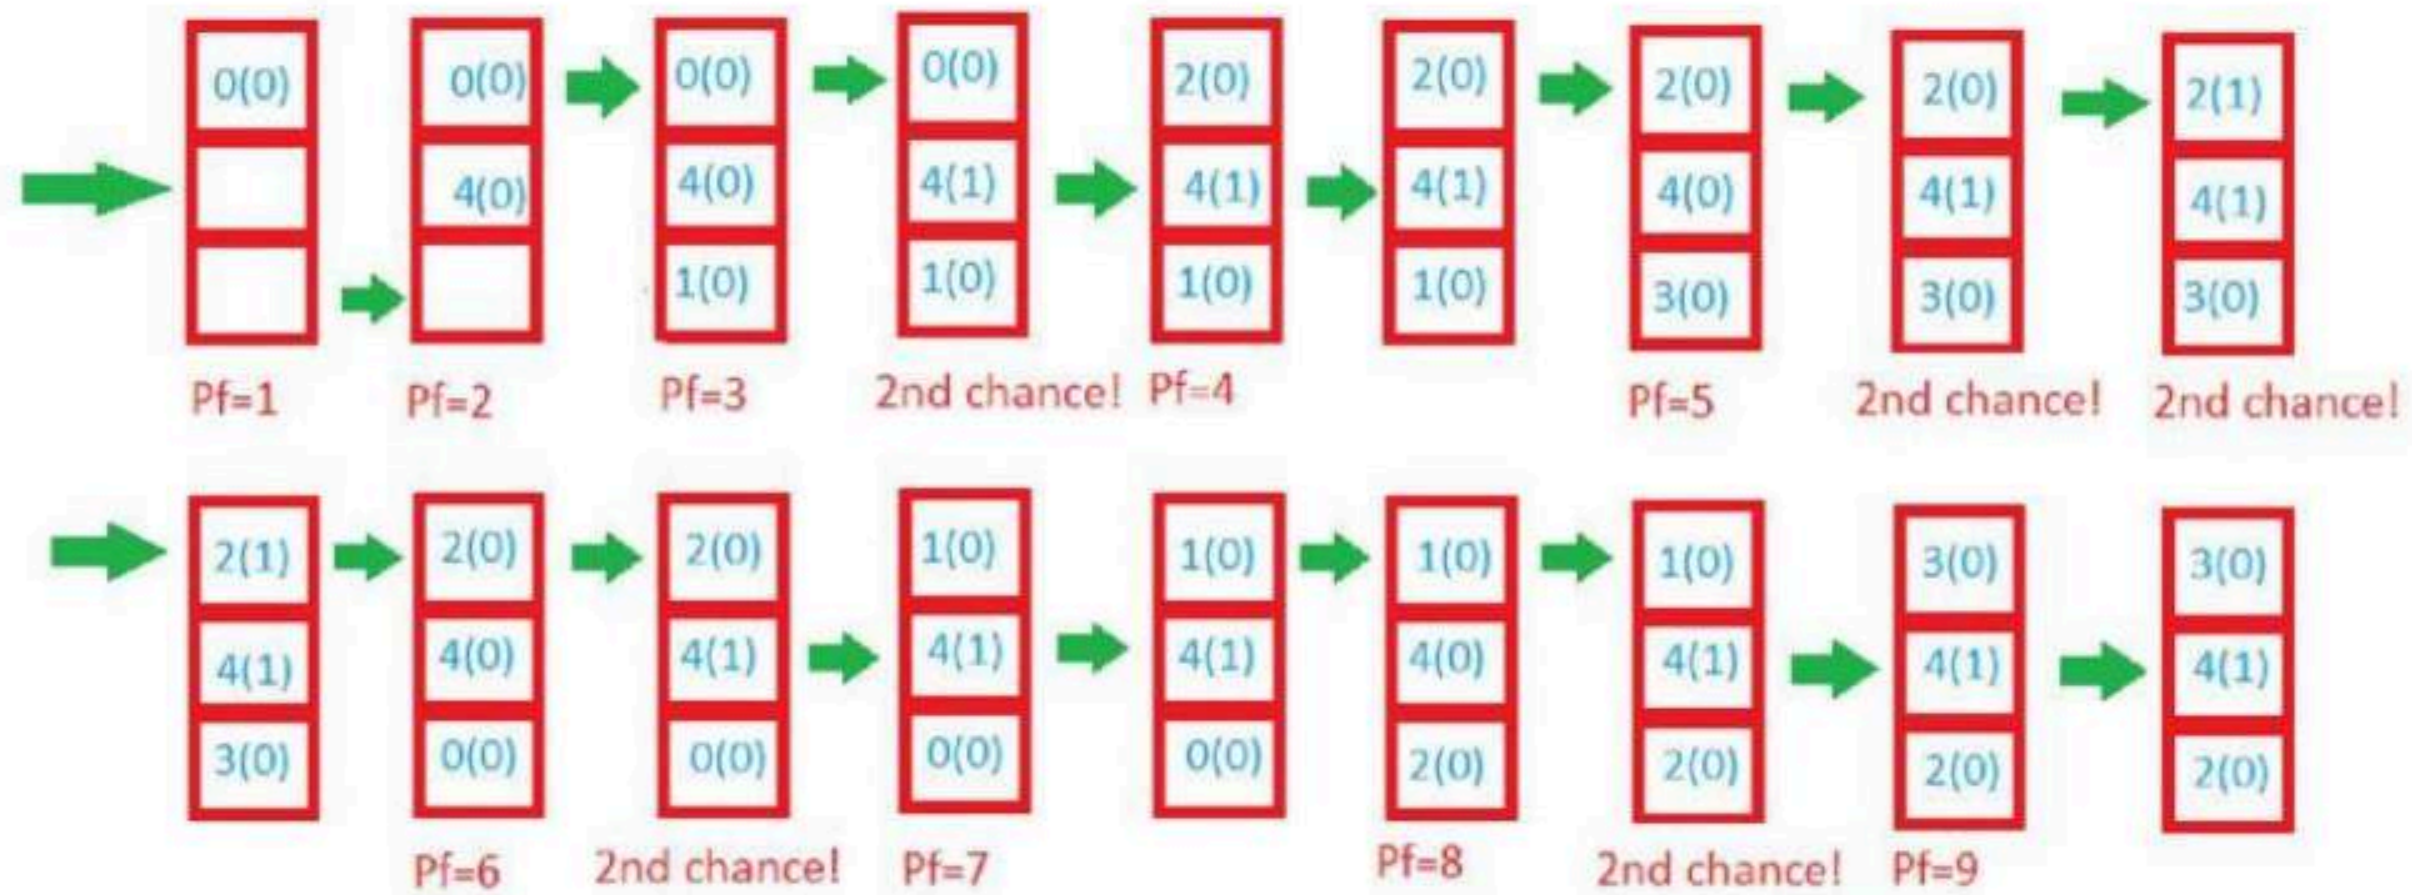 0(0) 0(0) 0(0) 0(0) 2(0) 2(0) 2(0) 2(0) 2(1)
4(0) 4(0) 4(1) 4(1) 4(1) 4(0) 4(1) 4(1)
1(0) 1(0) 1(0) 1(0) 3(0) 3(0) 3(0)
Pf=1 Pf=2 Pf=3 2nd chance! Pf=4 Pf=5 2nd chance! 2nd chance!
2(1) 2(0) 2(0) 1(0) 1(0) 1(0) 1(0) 3(0) 3(0)
4(1) 4(0) 4(1) 4(1) 4(1) 4(0) 4(1) 4(1) 4(1)
3(0) 0(0) 0(0) 0(0) 0(0) 2(0) 2(0) 2(0) 2(0)
Pf=6 2nd chance! Pf=7 Pf=8 2nd chance! Pf=9